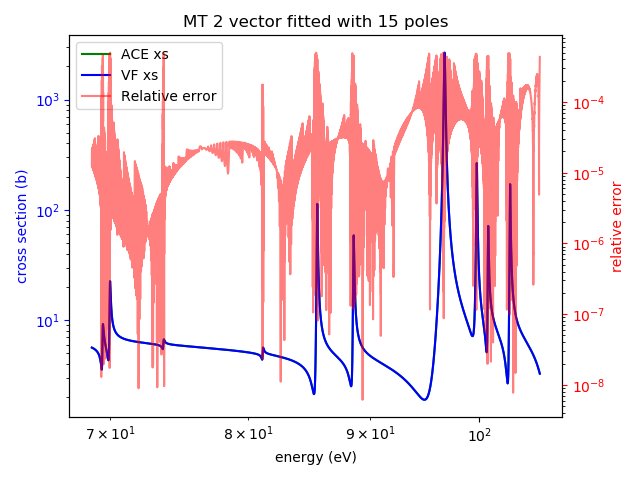 MT 2 vector fitted with 15 poles
ACE xs
VF xs
Relative error
cross section (b)
10³
10²
10¹
relative error
10⁻⁴
10⁻⁵
10⁻⁶
10⁻⁷
10⁻⁸
7 × 10¹
8 × 10¹
9 × 10¹
10²
energy (eV)